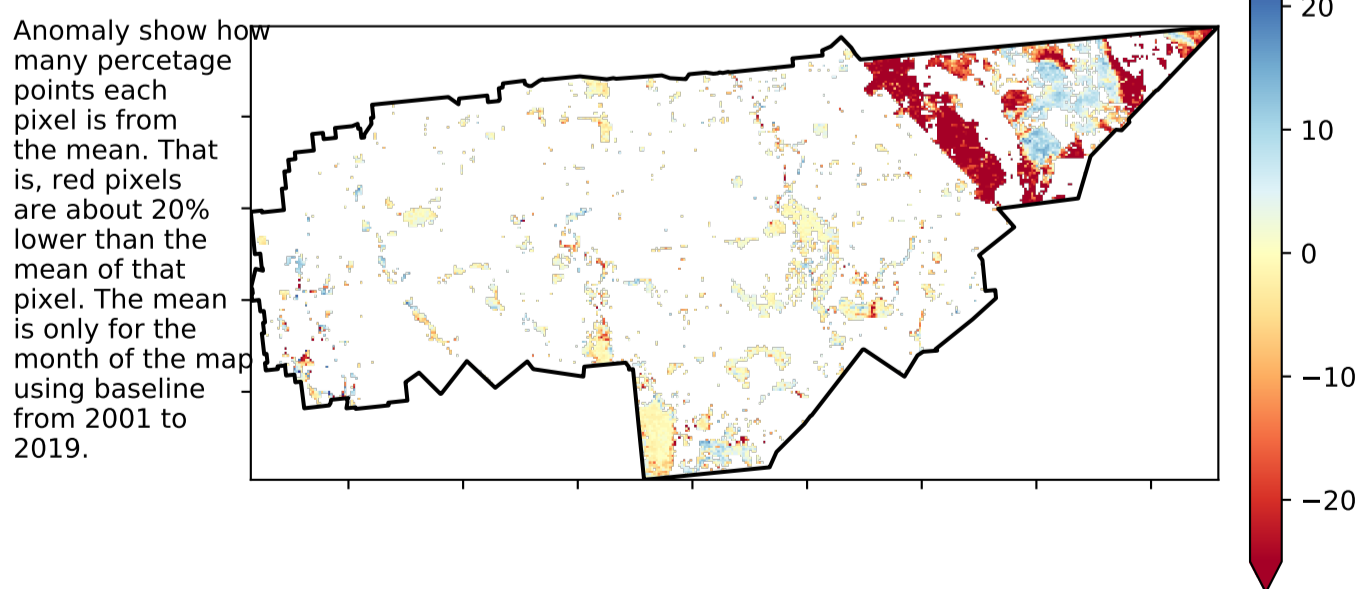 Anomaly show how
many percetage
points each
pixel is from
the mean. That
is, red pixels
are about 20%
lower than the
mean of that
pixel. The mean
is only for the
month of the map
using baseline
from 2001 to
2019.
20
10
0
−10
−20